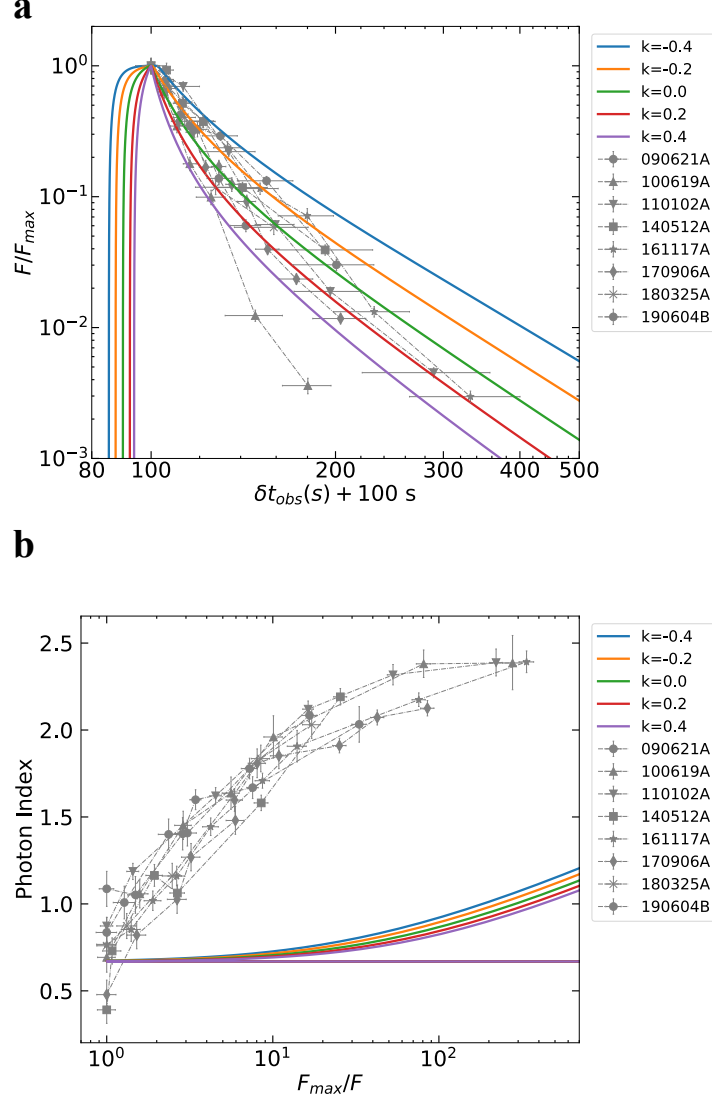 a
10⁰
10⁻¹
10⁻²
10⁻³
F/Fₘₐₓ
80
100
200
300
400
500
δtₒbₛ(s) + 100 s
k=-0.4
k=-0.2
k=0.0
k=0.2
k=0.4
090621A
100619A
110102A
140512A
161117A
170906A
180325A
190604B
b
2.5
2.0
1.5
1.0
0.5
Photon Index
10⁰
10¹
10²
Fₘₐₓ/F
k=-0.4
k=-0.2
k=0.0
k=0.2
k=0.4
090621A
100619A
110102A
140512A
161117A
170906A
180325A
190604B